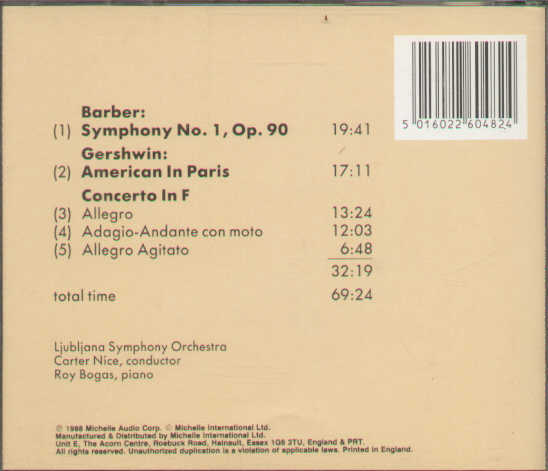 Barber:
(1) Symphony No. 1, Op. 90 19:41
Gershwin:
(2) American In Paris 17:11
Concerto In F
(3) Allegro 13:24
(4) Adagio-Andante con moto 12:03
(5) Allegro Agitato 6:48
32:19
total time 69:24
5 016022 604824
Ljubljana Symphony Orchestra
Carter Nice, conductor
Roy Bogas, piano
℗ 1988 Michelle Audio Corp. © Michelle International Ltd.
Manufactured & Distributed by Michelle International Ltd.
Unit E, The Acorn Centre, Roebuck Road, Hainault, Essex 1G6 3TU, England & PRT.
All rights reserved. Unauthorized duplication is a violation of applicable laws. Printed in England.